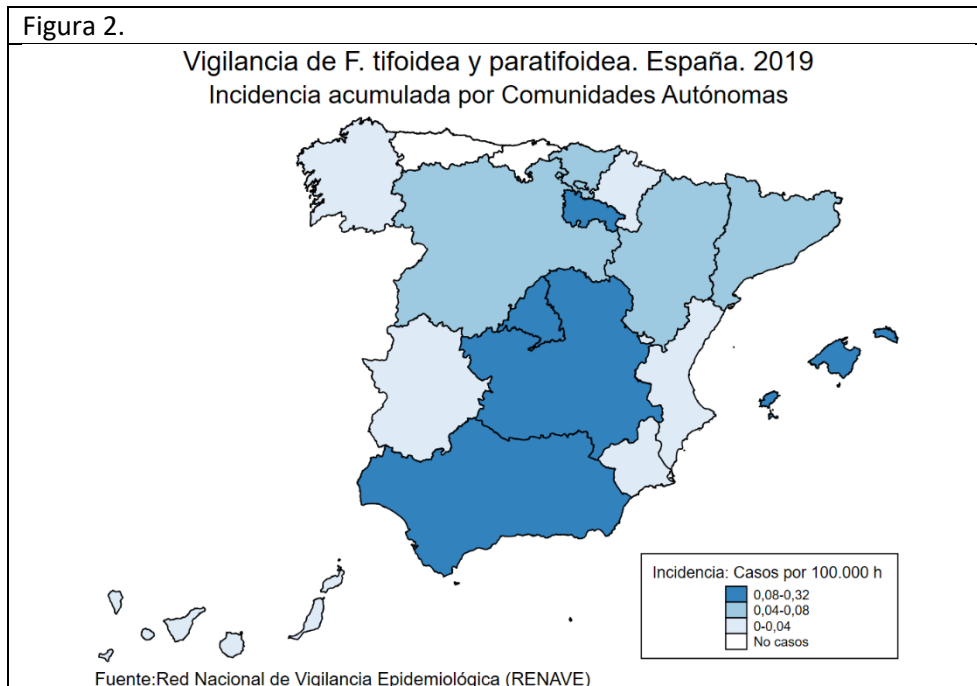 Figura 2.
Vigilancia de F. tifoidea y paratifoidea. España. 2019
Incidencia acumulada por Comunidades Autónomas
Incidencia: Casos por 100.000 h
0,08-0,32
0,04-0,08
0-0,04
No casos
Fuente:Red Nacional de Vigilancia Epidemiológica (RENAVE)